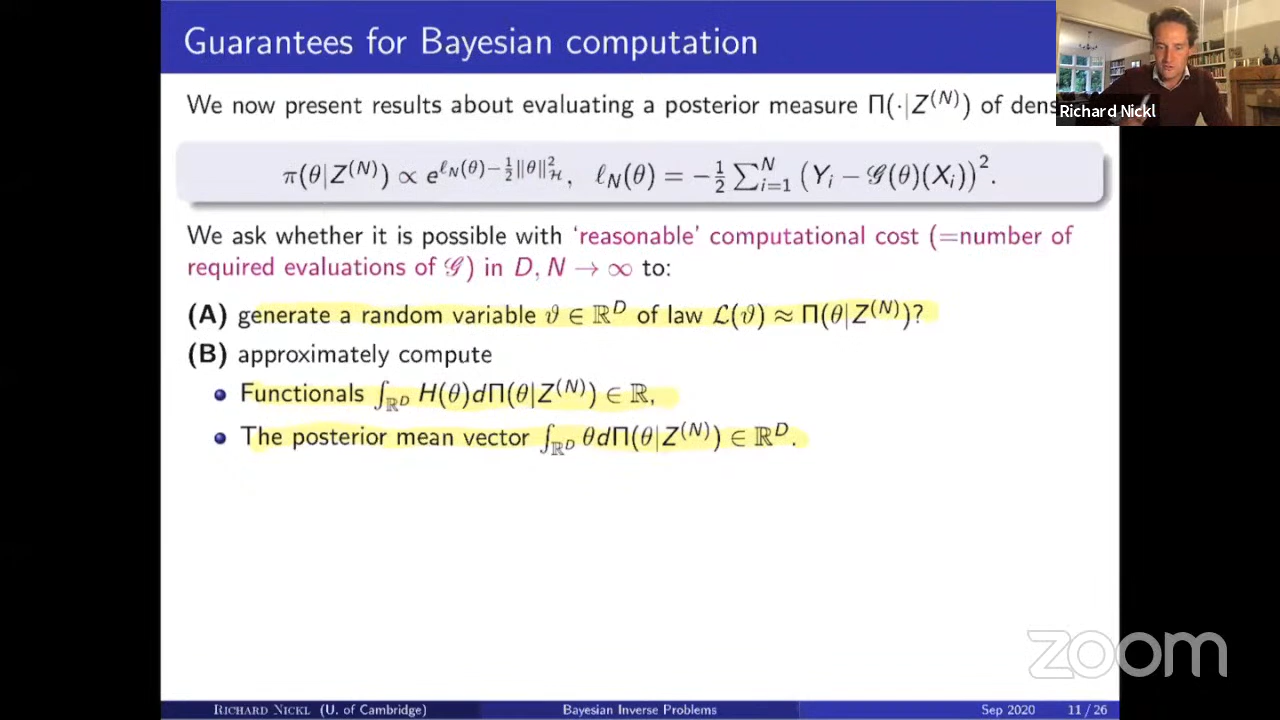 Guarantees for Bayesian computation
We now present results about evaluating a posterior measure Π(·|Z^(N)) of dens
Richard Nickl
π(θ|Z^(N)) ∝ e^{ℓ_N(θ)−½‖θ‖²_ℋ}, ℓ_N(θ) = −½ ∑_{i=1}^N (Y_i − 𝒢(θ)(X_i))².
We ask whether it is possible with ‘reasonable’ computational cost (=number of
required evaluations of 𝒢) in D, N → ∞ to:
(A) generate a random variable ϑ ∈ ℝ^D of law ℒ(ϑ) ≈ Π(θ|Z^(N))?
(B) approximately compute
Functionals ∫_{ℝ^D} H(θ)dΠ(θ|Z^(N)) ∈ ℝ,
The posterior mean vector ∫_{ℝ^D} θdΠ(θ|Z^(N)) ∈ ℝ^D.
zoom
Richard Nickl (U. of Cambridge) Bayesian Inverse Problems Sep 2020 11 / 26